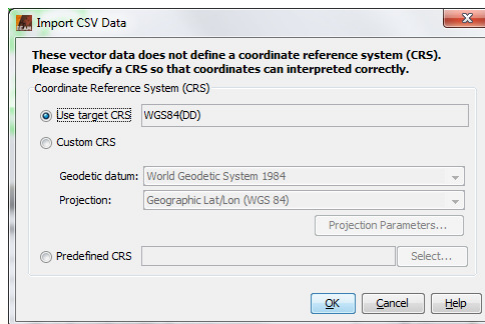 Import CSV Data
These vector data does not define a coordinate reference system (CRS).
Please specify a CRS so that coordinates can interpreted correctly.
Coordinate Reference System (CRS)
Use target CRS WGS84(DD)
Custom CRS
Geodetic datum: World Geodetic System 1984
Projection: Geographic Lat/Lon (WGS 84)
Projection Parameters...
Predefined CRS Select...
OK Cancel Help